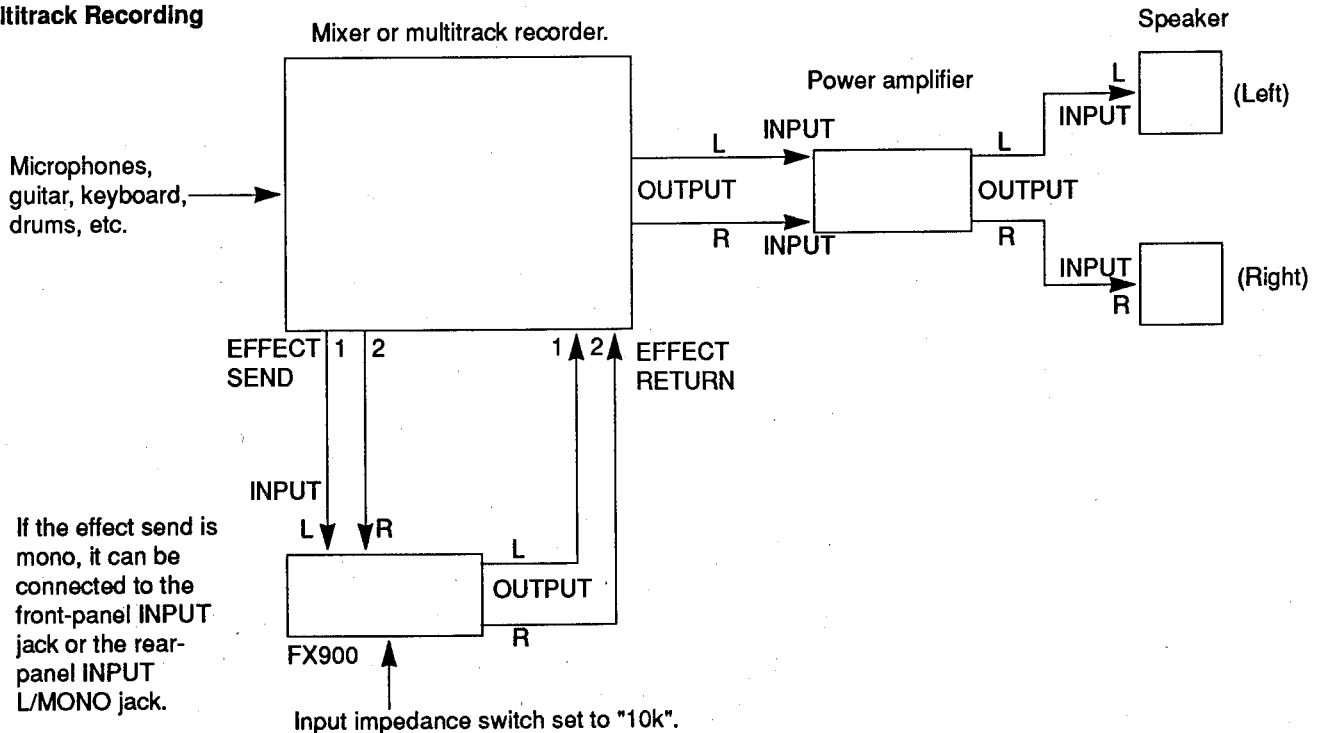 ltitrack Recording
Mixer or multitrack recorder.
Speaker
Power amplifier
L
INPUT
(Left)
Microphones,
guitar, keyboard,
drums, etc.
L
INPUT
OUTPUT
R
INPUT
L
OUTPUT
R
INPUT
R
(Right)
EFFECT
SEND
1
2
1
2
EFFECT
RETURN
INPUT
L
R
If the effect send is
mono, it can be
connected to the
front-panel INPUT
jack or the rear-
panel INPUT
L/MONO jack.
L
OUTPUT
R
FX900
Input impedance switch set to "10k".